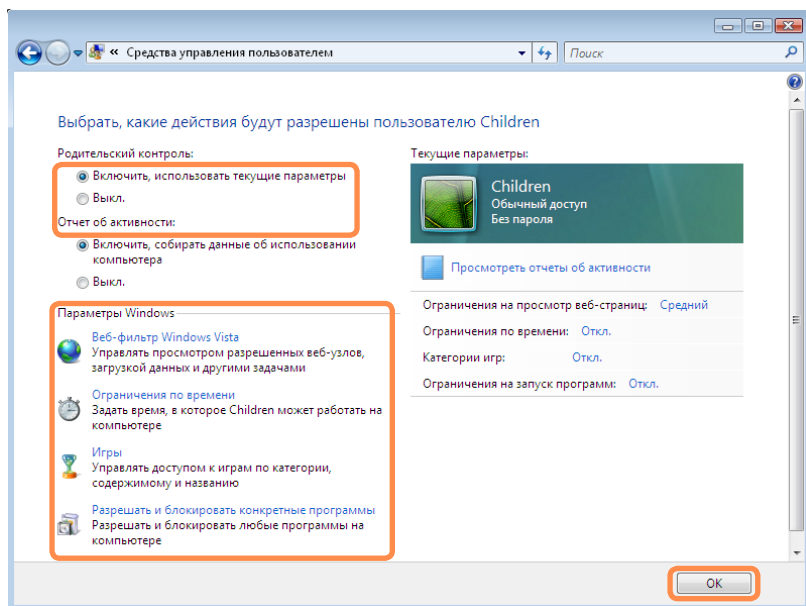 « Средства управления пользователем
Поиск
Выбрать, какие действия будут разрешены пользователю Children
Родительский контроль:
Включить, использовать текущие параметры
Выкл.
Отчет об активности:
Включить, собирать данные об использовании
компьютера
Выкл.
Параметры Windows
Веб-фильтр Windows Vista
Управлять просмотром разрешенных веб-узлов,
загрузкой данных и другими задачами
Ограничения по времени
Задать время, в которое Children может работать на
компьютере
Игры
Управлять доступом к играм по категории,
содержимому и названию
Разрешать и блокировать конкретные программы
Разрешать и блокировать любые программы на
компьютере
Текущие параметры:
Children
Обычный доступ
Без пароля
Просмотреть отчеты об активности
Ограничения на просмотр веб-страниц: Средний
Ограничения по времени: Откл.
Категории игр: Откл.
Ограничения на запуск программ: Откл.
OK